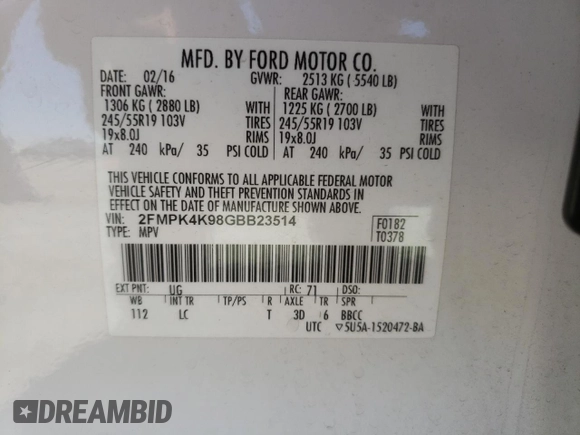 MFD. BY FORD MOTOR CO.
DATE: 02/16 GVWR: 2513 KG ( 5540 LB)
FRONT GAWR: REAR GAWR:
1306 KG ( 2880 LB) WITH 1225 KG ( 2700 LB) WITH
245/55R19 103V TIRES 245/55R19 103V TIRES
19x8.0J RIMS 19x8.0J RIMS
AT 240 kPa/ 35 PSI COLD AT 240 kPa/ 35 PSI COLD
THIS VEHICLE CONFORMS TO ALL APPLICABLE FEDERAL MOTOR
VEHICLE SAFETY AND THEFT PREVENTION STANDARDS IN
EFFECT ON THE DATE OF MANUFACTURE SHOWN ABOVE.
VIN: 2FMPK4K98GBB23514 F0182
TYPE: MPV T0378
EXT PNT: UG RC: 71 DSO:
WB INT TR TP/PS R AXLE TR SPR
112 LC T 3D 6 BBCC
UTC ▽5U5A-1520472-BA
DREAMBID